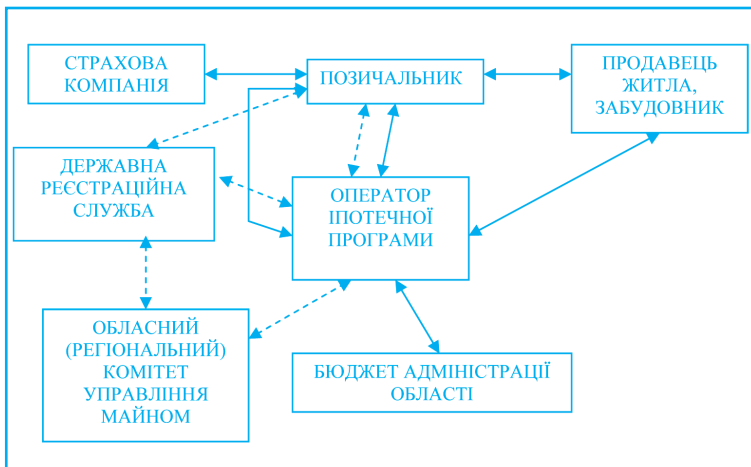 СТРАХОВА
КОМПАНІЯ
ПОЗИЧАЛЬНИК
ПРОДАВЕЦЬ
ЖИТЛА,
ЗАБУДОВНИК
ДЕРЖАВНА
РЕЄСТРАЦІЙНА
СЛУЖБА
ОПЕРАТОР
ІПОТЕЧНОЇ
ПРОГРАМИ
ОБЛАСНИЙ
(РЕГІОНАЛЬНИЙ)
КОМІТЕТ
УПРАВЛІННЯ
МАЙНОМ
БЮДЖЕТ АДМІНІСТРАЦІЇ
ОБЛАСТІ